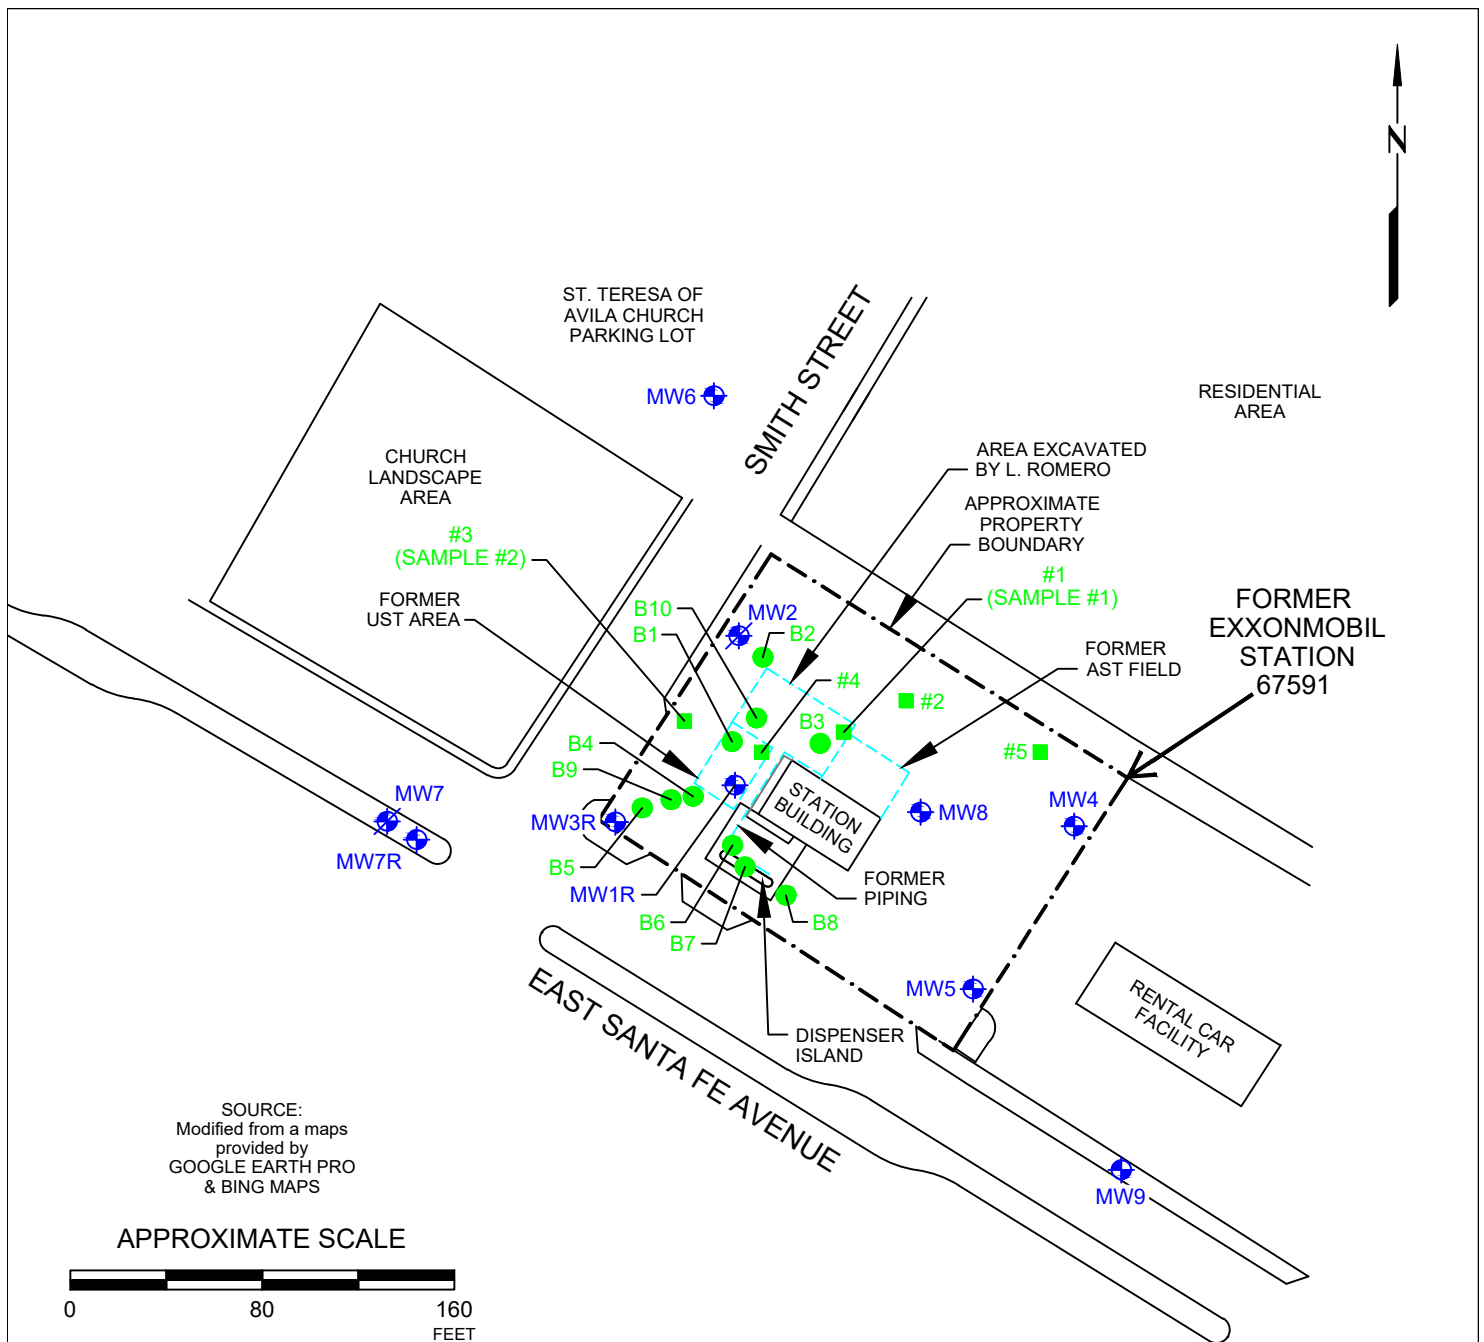 N
ST. TERESA OF
AVILA CHURCH
PARKING LOT
SMITH STREET
MW6
RESIDENTIAL
AREA
CHURCH
LANDSCAPE
AREA
AREA EXCAVATED
BY L. ROMERO
APPROXIMATE
PROPERTY
BOUNDARY
#3
(SAMPLE #2)
#1
(SAMPLE #1)
FORMER
UST AREA
B10
B1
MW2
B2
FORMER
EXXONMOBIL
STATION
67591
FORMER
AST FIELD
#4
#2
B3
B4
#5
B9
STATION
BUILDING
MW7
MW3R
MW8
MW4
MW7R
B5
MW1R
FORMER
PIPING
B6
B7
B8
MW5
EAST SANTA FE AVENUE
DISPENSER
ISLAND
RENTAL CAR
FACILITY
MW9
SOURCE:
Modified from a maps
provided by
GOOGLE EARTH PRO
& BING MAPS
APPROXIMATE SCALE
0 80 160
FEET